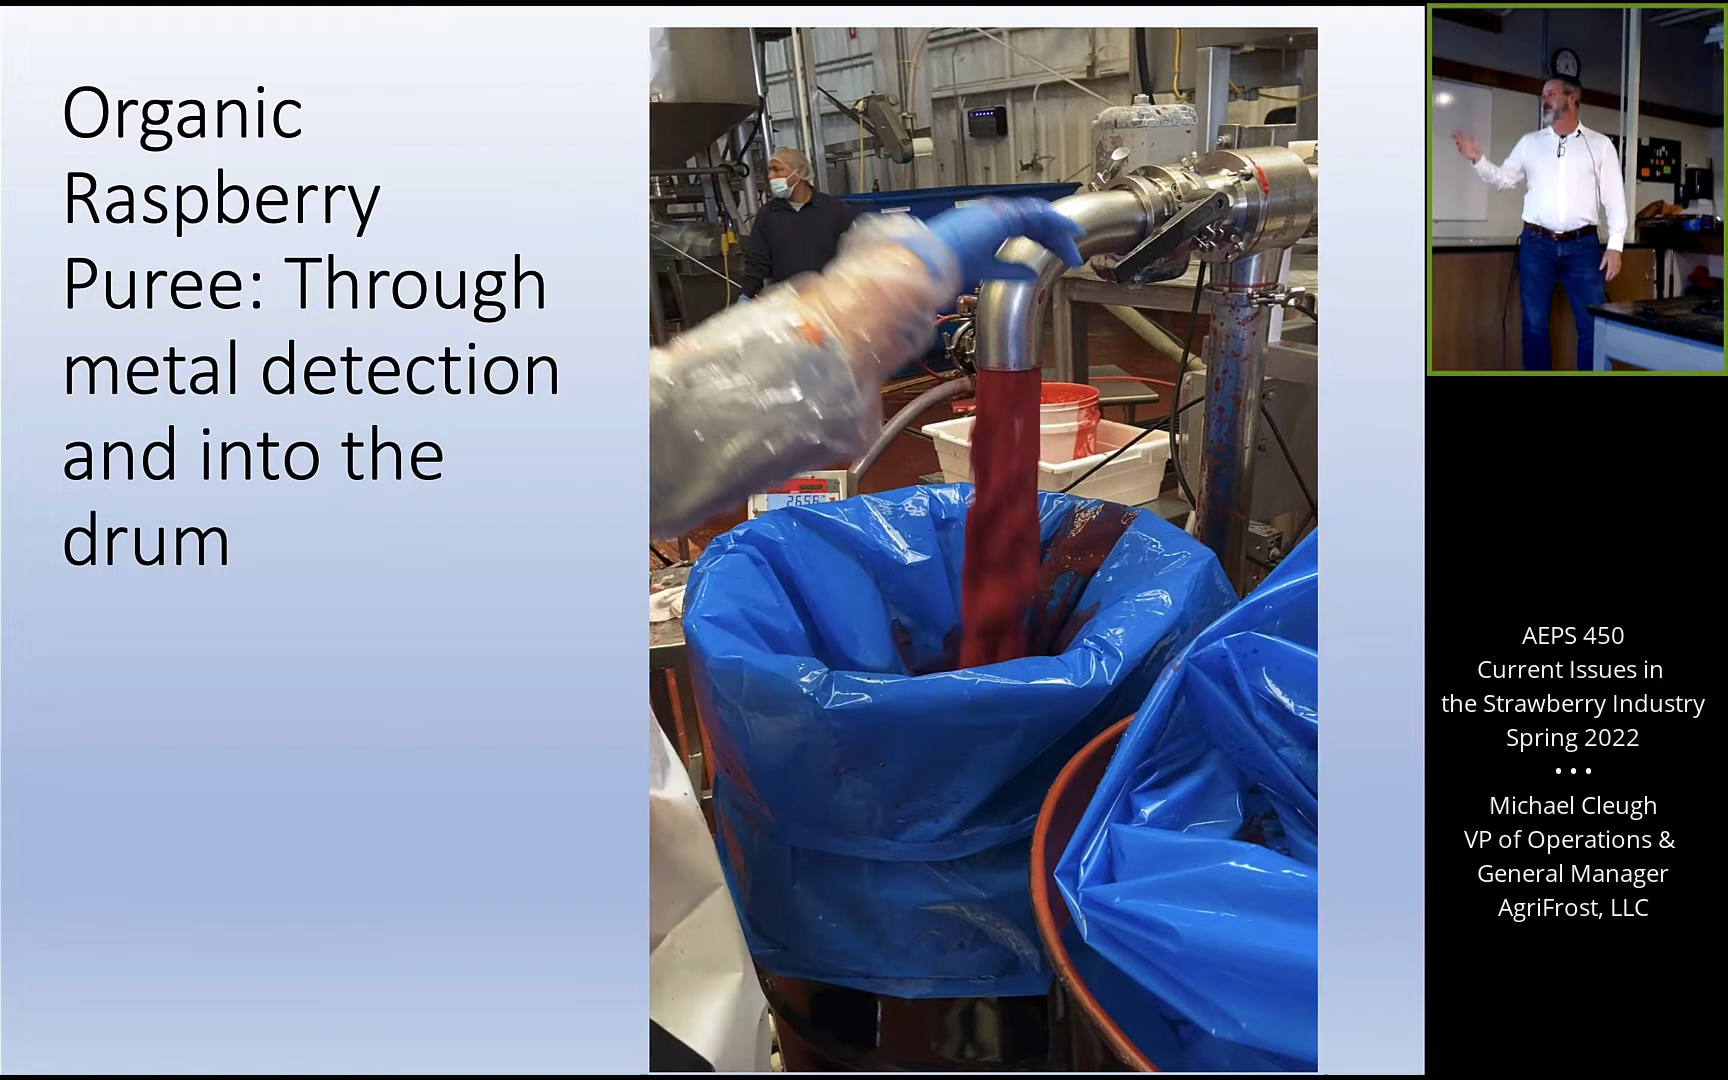 Organic
Raspberry
Puree: Through
metal detection
and into the
drum
AEPS 450
Current Issues in
the Strawberry Industry
Spring 2022
• • •
Michael Cleugh
VP of Operations &
General Manager
AgriFrost, LLC